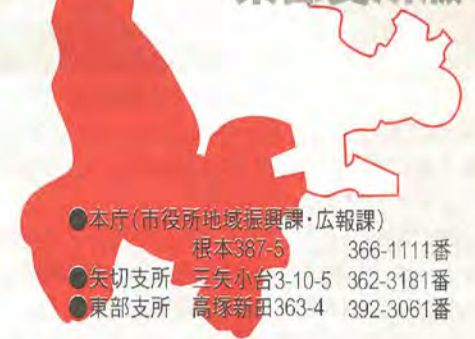 ●本庁(市役所地域振興課・広報課)
根本387-5 366-1111番
●矢切支所 三矢小台3-10-5 362-3181番
●東部支所 高塚新田363-4 392-3061番